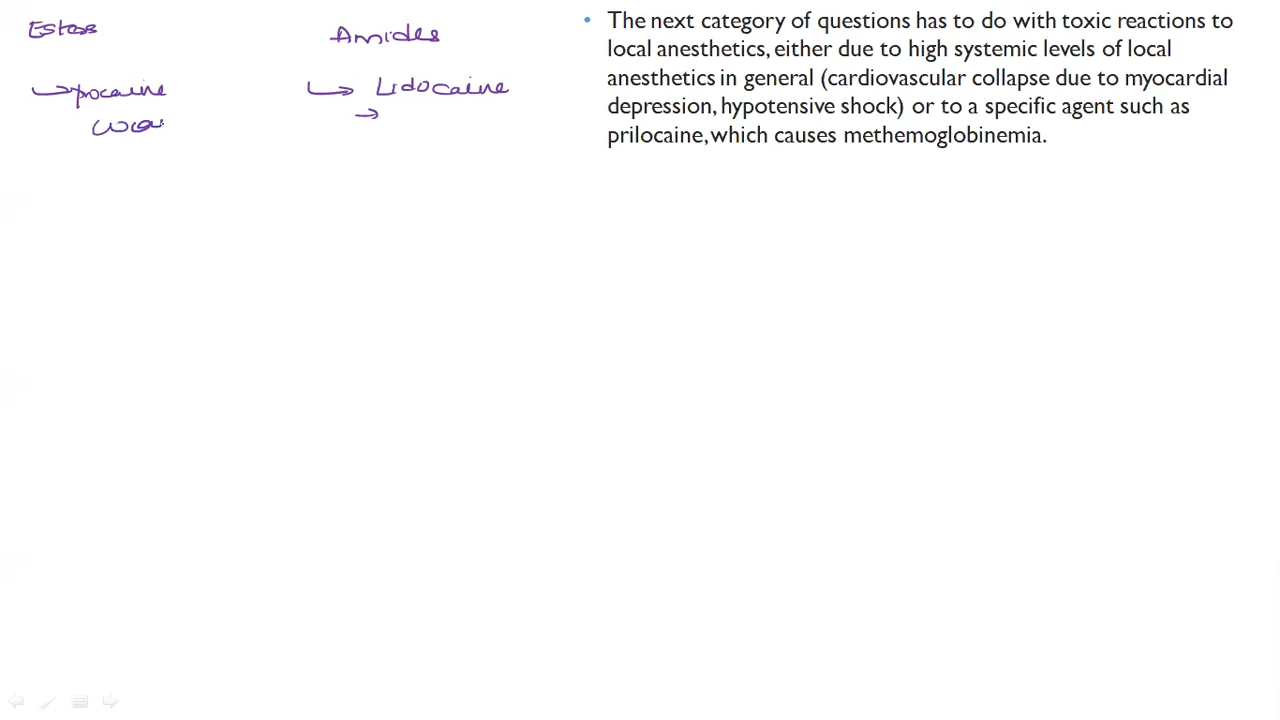 Esters
Amides
procaine
Lidocaine
• The next category of questions has to do with toxic reactions to
local anesthetics, either due to high systemic levels of local
anesthetics in general (cardiovascular collapse due to myocardial
depression, hypotensive shock) or to a specific agent such as
prilocaine, which causes methemoglobinemia.